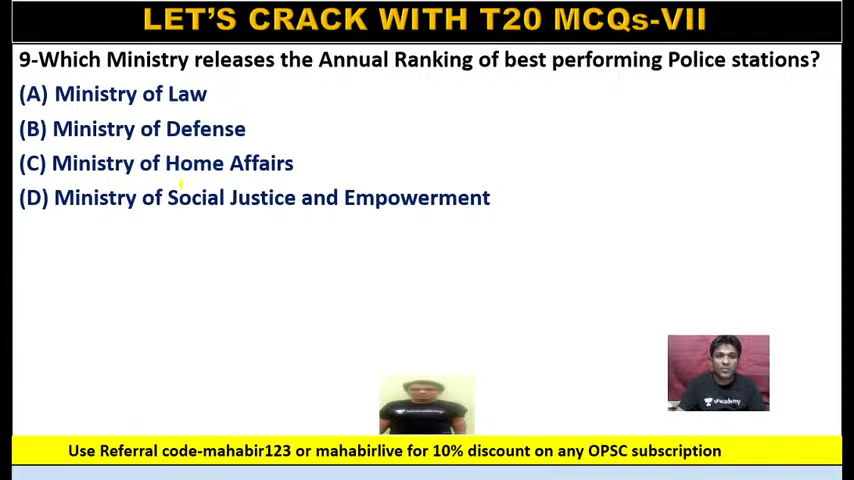 LET'S CRACK WITH T20 MCQs-VII
9-Which Ministry releases the Annual Ranking of best performing Police stations?
(A) Ministry of Law
(B) Ministry of Defense
(C) Ministry of Home Affairs
(D) Ministry of Social Justice and Empowerment
unacademy
unacademy
Use Referral code-mahabir123 or mahabirlive for 10% discount on any OPSC subscription